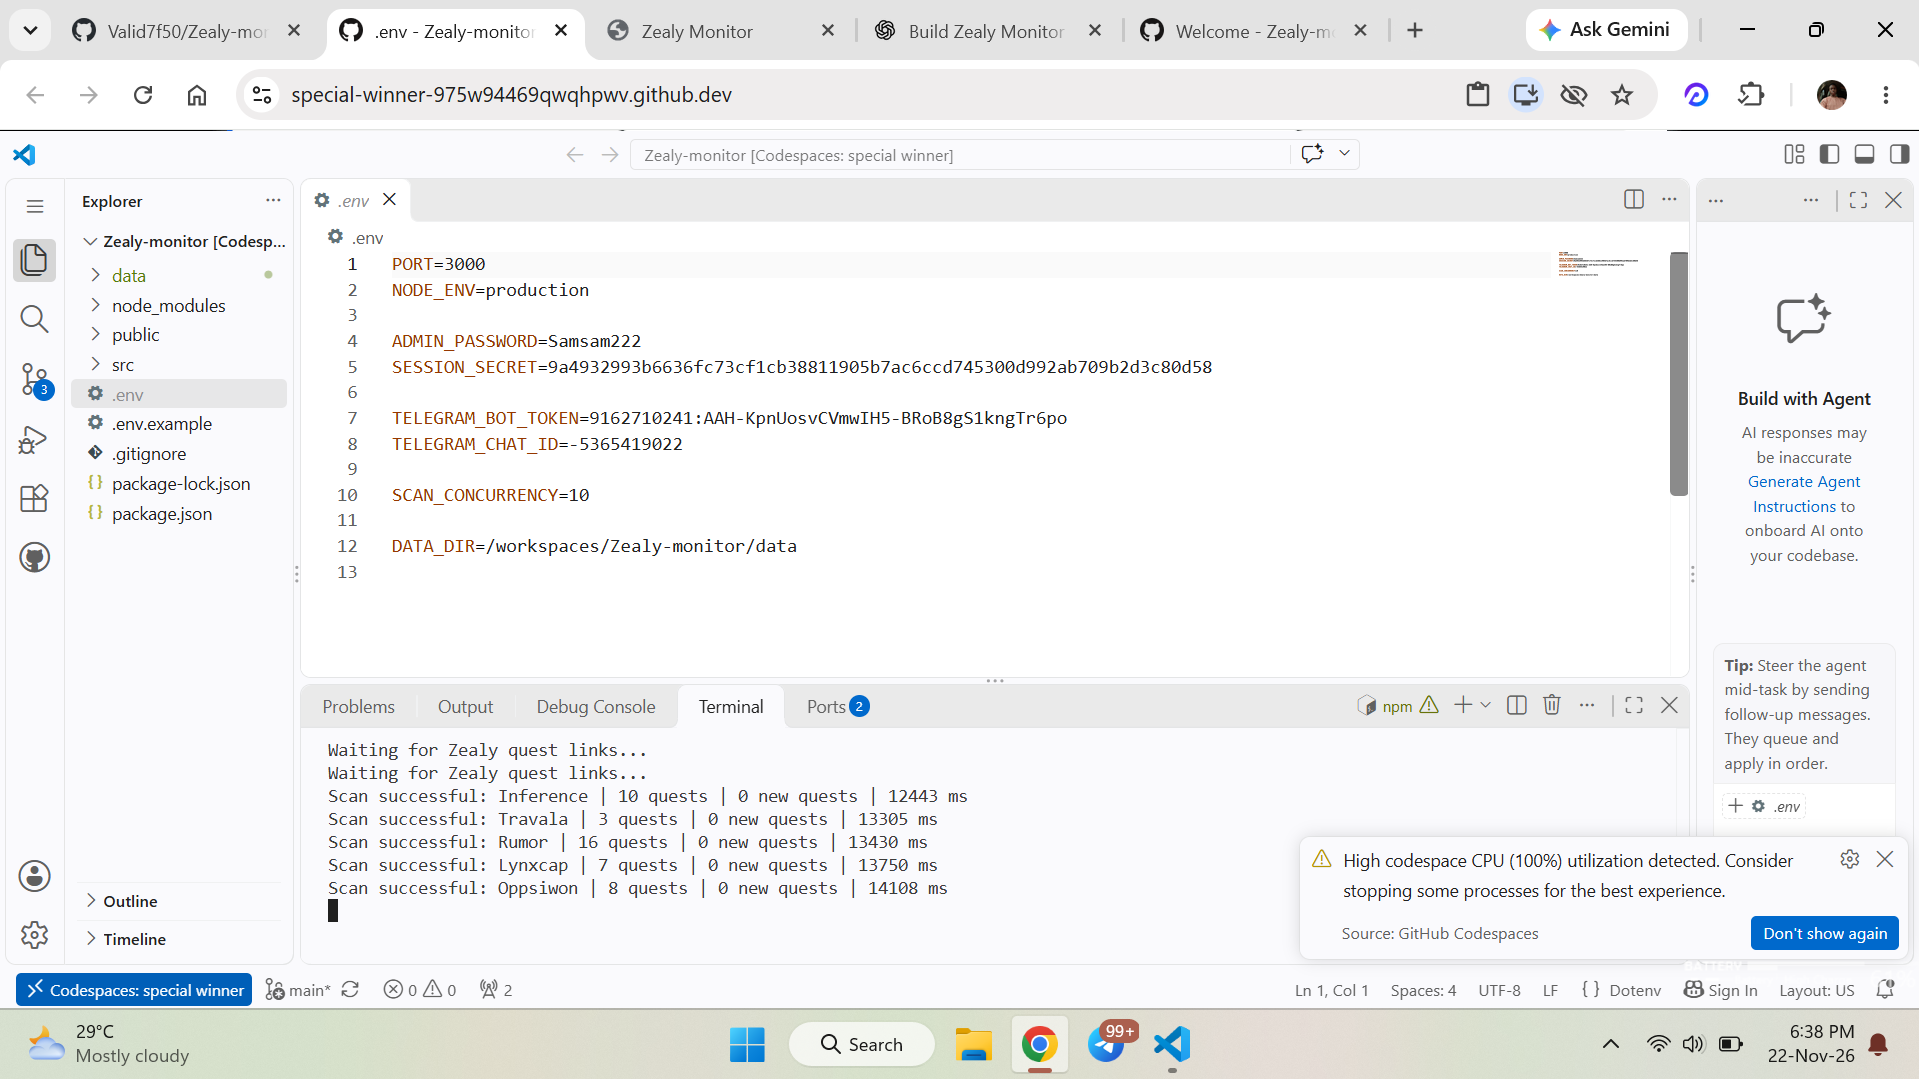 Valid7f50/Zealy-mor
.env - Zealy-monitor
Zealy Monitor
Build Zealy Monitor
Welcome - Zealy-mo
Ask Gemini
special-winner-975w94469qwqhpwv.github.dev
Zealy-monitor [Codespaces: special winner]
Explorer
Zealy-monitor [Codesp...
data
node_modules
public
src
.env
.env.example
.gitignore
package-lock.json
package.json
Outline
Timeline
3
.env
.env
1 PORT=3000
2 NODE_ENV=production
3
4 ADMIN_PASSWORD=Samsam222
5 SESSION_SECRET=9a4932993b6636fc73cf1cb38811905b7ac6ccd745300d992ab709b2d3c80d58
6
7 TELEGRAM_BOT_TOKEN=9162710241:AAH-KpnUosvCVmwIH5-BRoB8gS1kngTr6po
8 TELEGRAM_CHAT_ID=-5365419022
9
10 SCAN_CONCURRENCY=10
11
12 DATA_DIR=/workspaces/Zealy-monitor/data
13
Build with Agent
AI responses may
be inaccurate
Generate Agent
Instructions to
onboard AI onto
your codebase.
Tip: Steer the agent
mid-task by sending
follow-up messages.
They queue and
apply in order.
.env
Problems Output Debug Console Terminal Ports 2
npm
Waiting for Zealy quest links...
Waiting for Zealy quest links...
Scan successful: Inference | 10 quests | 0 new quests | 12443 ms
Scan successful: Travala | 3 quests | 0 new quests | 13305 ms
Scan successful: Rumor | 16 quests | 0 new quests | 13430 ms
Scan successful: Lynxcap | 7 quests | 0 new quests | 13750 ms
Scan successful: Oppsiwon | 8 quests | 0 new quests | 14108 ms
High codespace CPU (100%) utilization detected. Consider
stopping some processes for the best experience.
Source: GitHub Codespaces
Don't show again
Codespaces: special winner main* 0 0 2
Ln 1, Col 1 Spaces: 4 UTF-8 LF { } Dotenv Sign In Layout: US
29°C
Mostly cloudy
Search
99+
6:38 PM
22-Nov-26